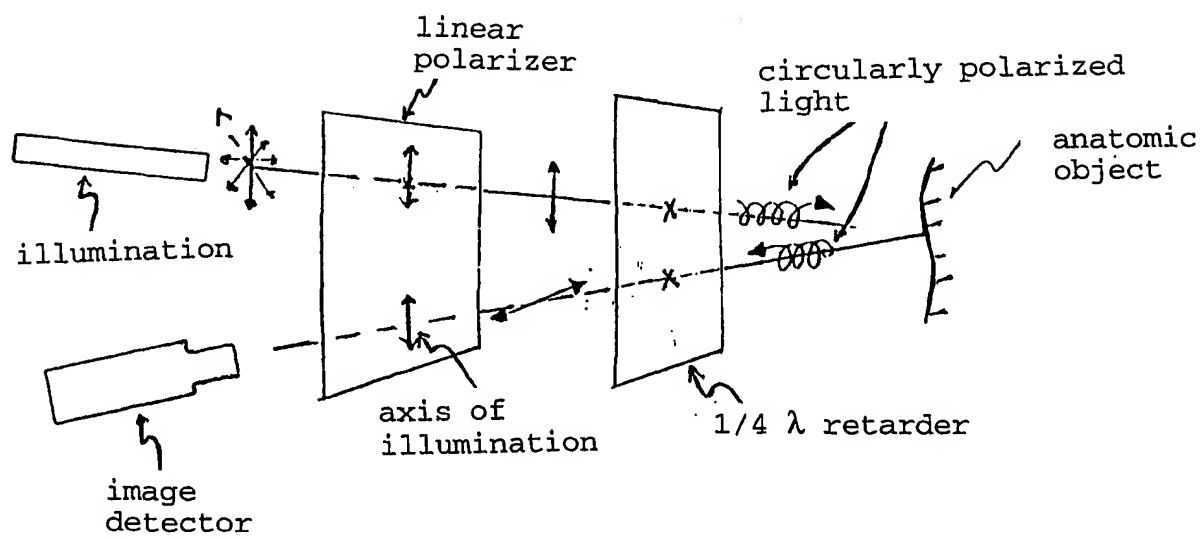 linear
polarizer
circularly polarized
light
anatomic
object
illumination
axis of
illumination
1/4 λ retarder
image
detector